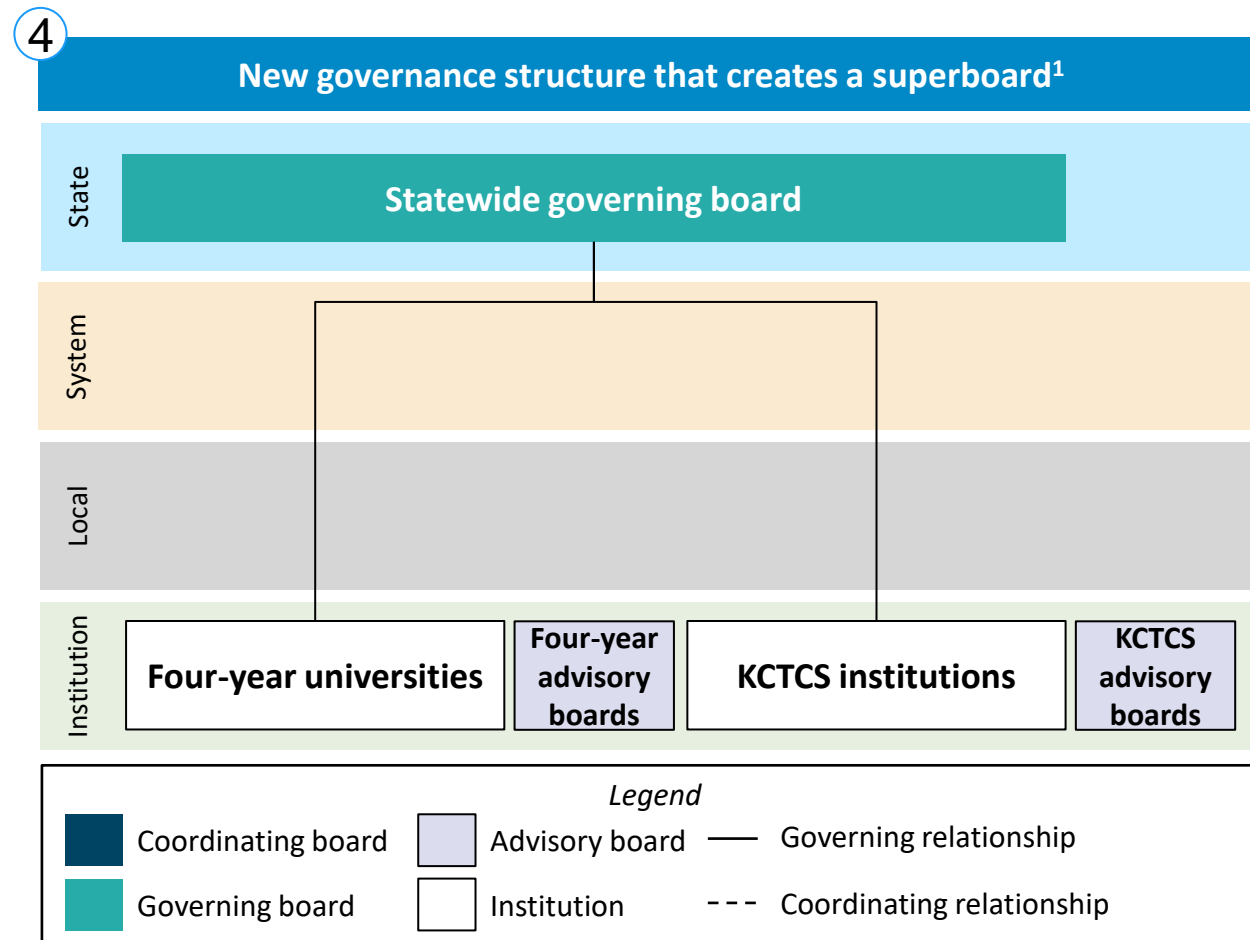 4
New governance structure that creates a superboard¹
State
Statewide governing board
System
Local
Institution
Four-year universities
Four-year
advisory
boards
KCTCS institutions
KCTCS
advisory
boards
Legend
Coordinating board
Advisory board
Governing relationship
Governing board
Institution
Coordinating relationship